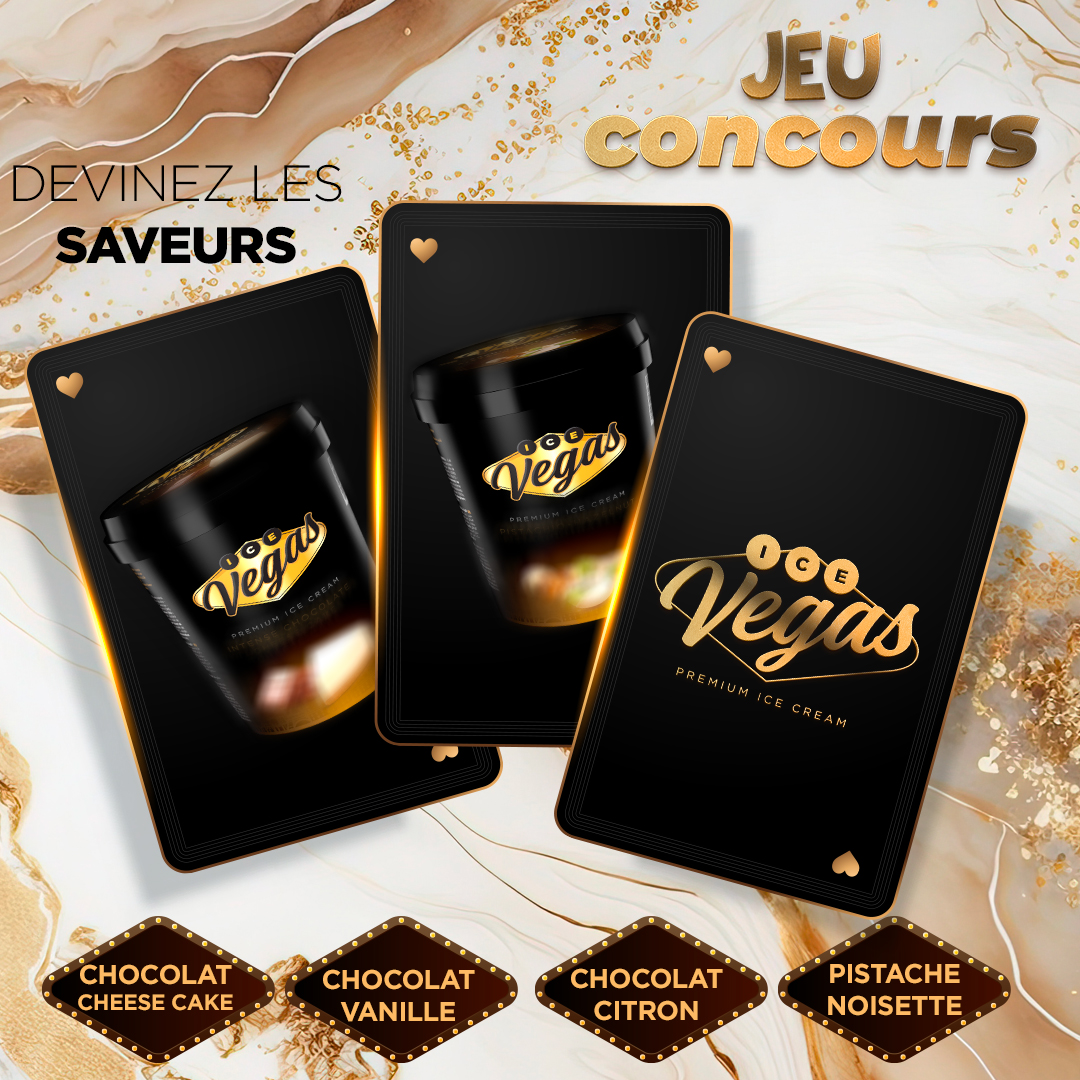 JEU
concours
DEVINEZ LES
SAVEURS
ICE
Vegas
PREMIUM ICE CREAM
ICE
Vegas
PREMIUM ICE CREAM
ICE
Vegas
PREMIUM ICE CREAM
CHOCOLAT
CHEESE CAKE
CHOCOLAT
VANILLE
CHOCOLAT
CITRON
PISTACHE
NOISETTE